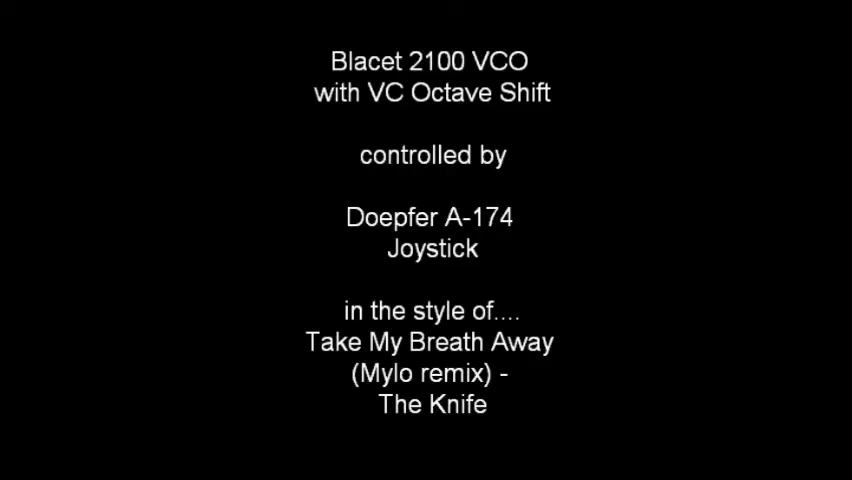 Blacet 2100 VCO
with VC Octave Shift
controlled by
Doepfer A-174
Joystick
in the style of....
Take My Breath Away
(Mylo remix) -
The Knife